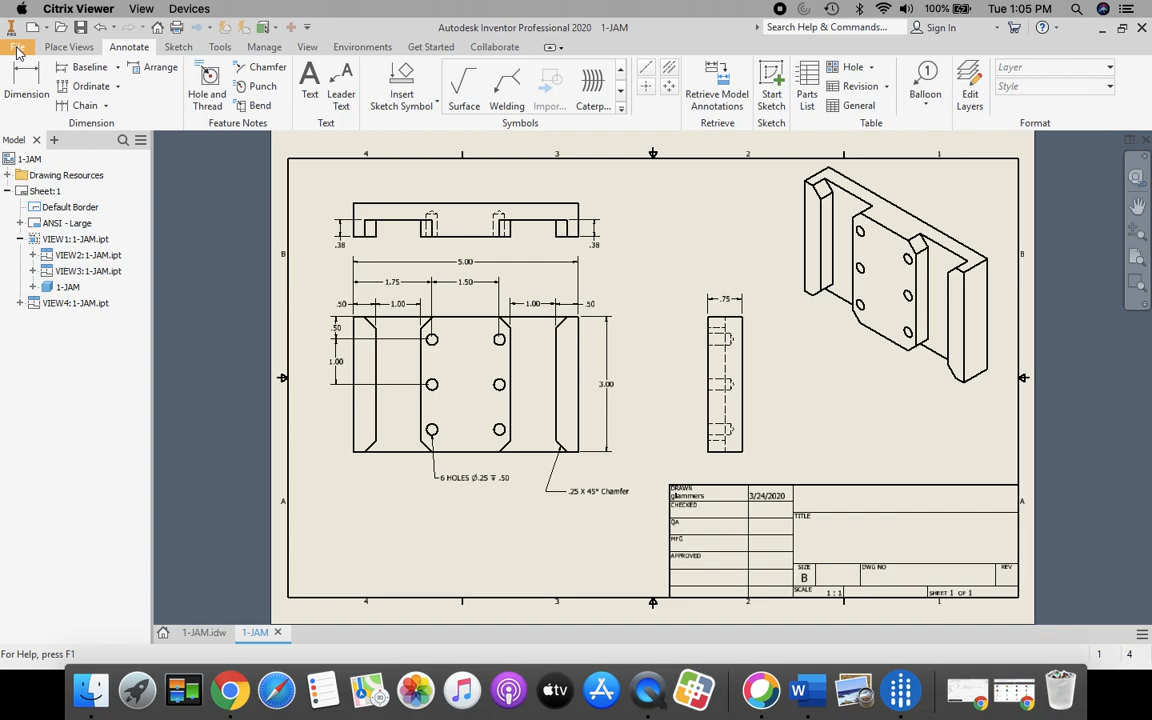 Citrix Viewer View Devices 100% Tue 1:05 PM
Autodesk Inventor Professional 2020 1-JAM Search Help & Commands... Sign In
File Place Views Annotate Sketch Tools Manage View Environments Get Started Collaborate
Dimension Baseline Ordinate Chain Arrange
Hole and Thread Chamfer Punch Bend
Text Leader Text
Insert Sketch Symbol
Surface Welding Impor... Caterp...
Retrieve Model Annotations
Start Sketch
Parts List Hole Revision General
Balloon
Edit Layers
Layer
Style
Dimension Feature Notes Text Symbols Retrieve Sketch Table Format
Model
1-JAM
Drawing Resources
Sheet:1
Default Border
ANSI - Large
VIEW1:1-JAM.ipt
VIEW2:1-JAM.ipt
VIEW3:1-JAM.ipt
1-JAM
VIEW4:1-JAM.ipt
4 3 2 1
.38 .38
B B
5.00
1.75 1.50
.50 1.00 1.00 .50
.75
.50
1.00
3.00
6 HOLES Ø.25 ↧ .50
.25 X 45° Chamfer
A A
DRAWN
glammers 3/24/2020
CHECKED
QA
MFG
APPROVED
TITLE
SIZE
B
DWG NO
REV
SCALE
1 : 1
SHEET 1 OF 1
4 3 2 1
1-JAM.idw 1-JAM
For Help, press F1
1 4
tv
W